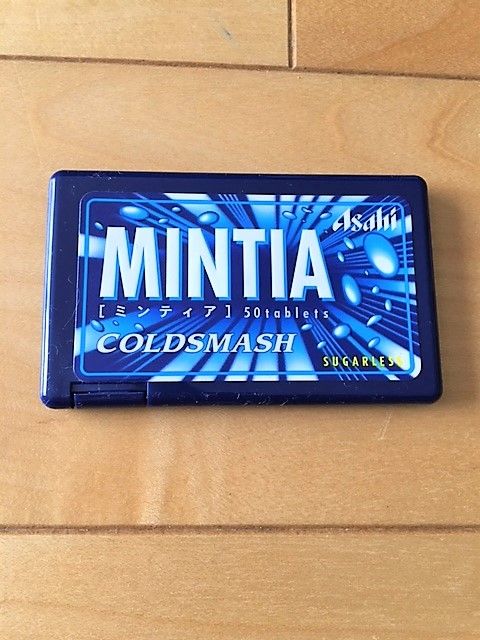 Asahi
MINTIA
[ミンティア] 50tablets
COLDSMASH
SUGARLESS